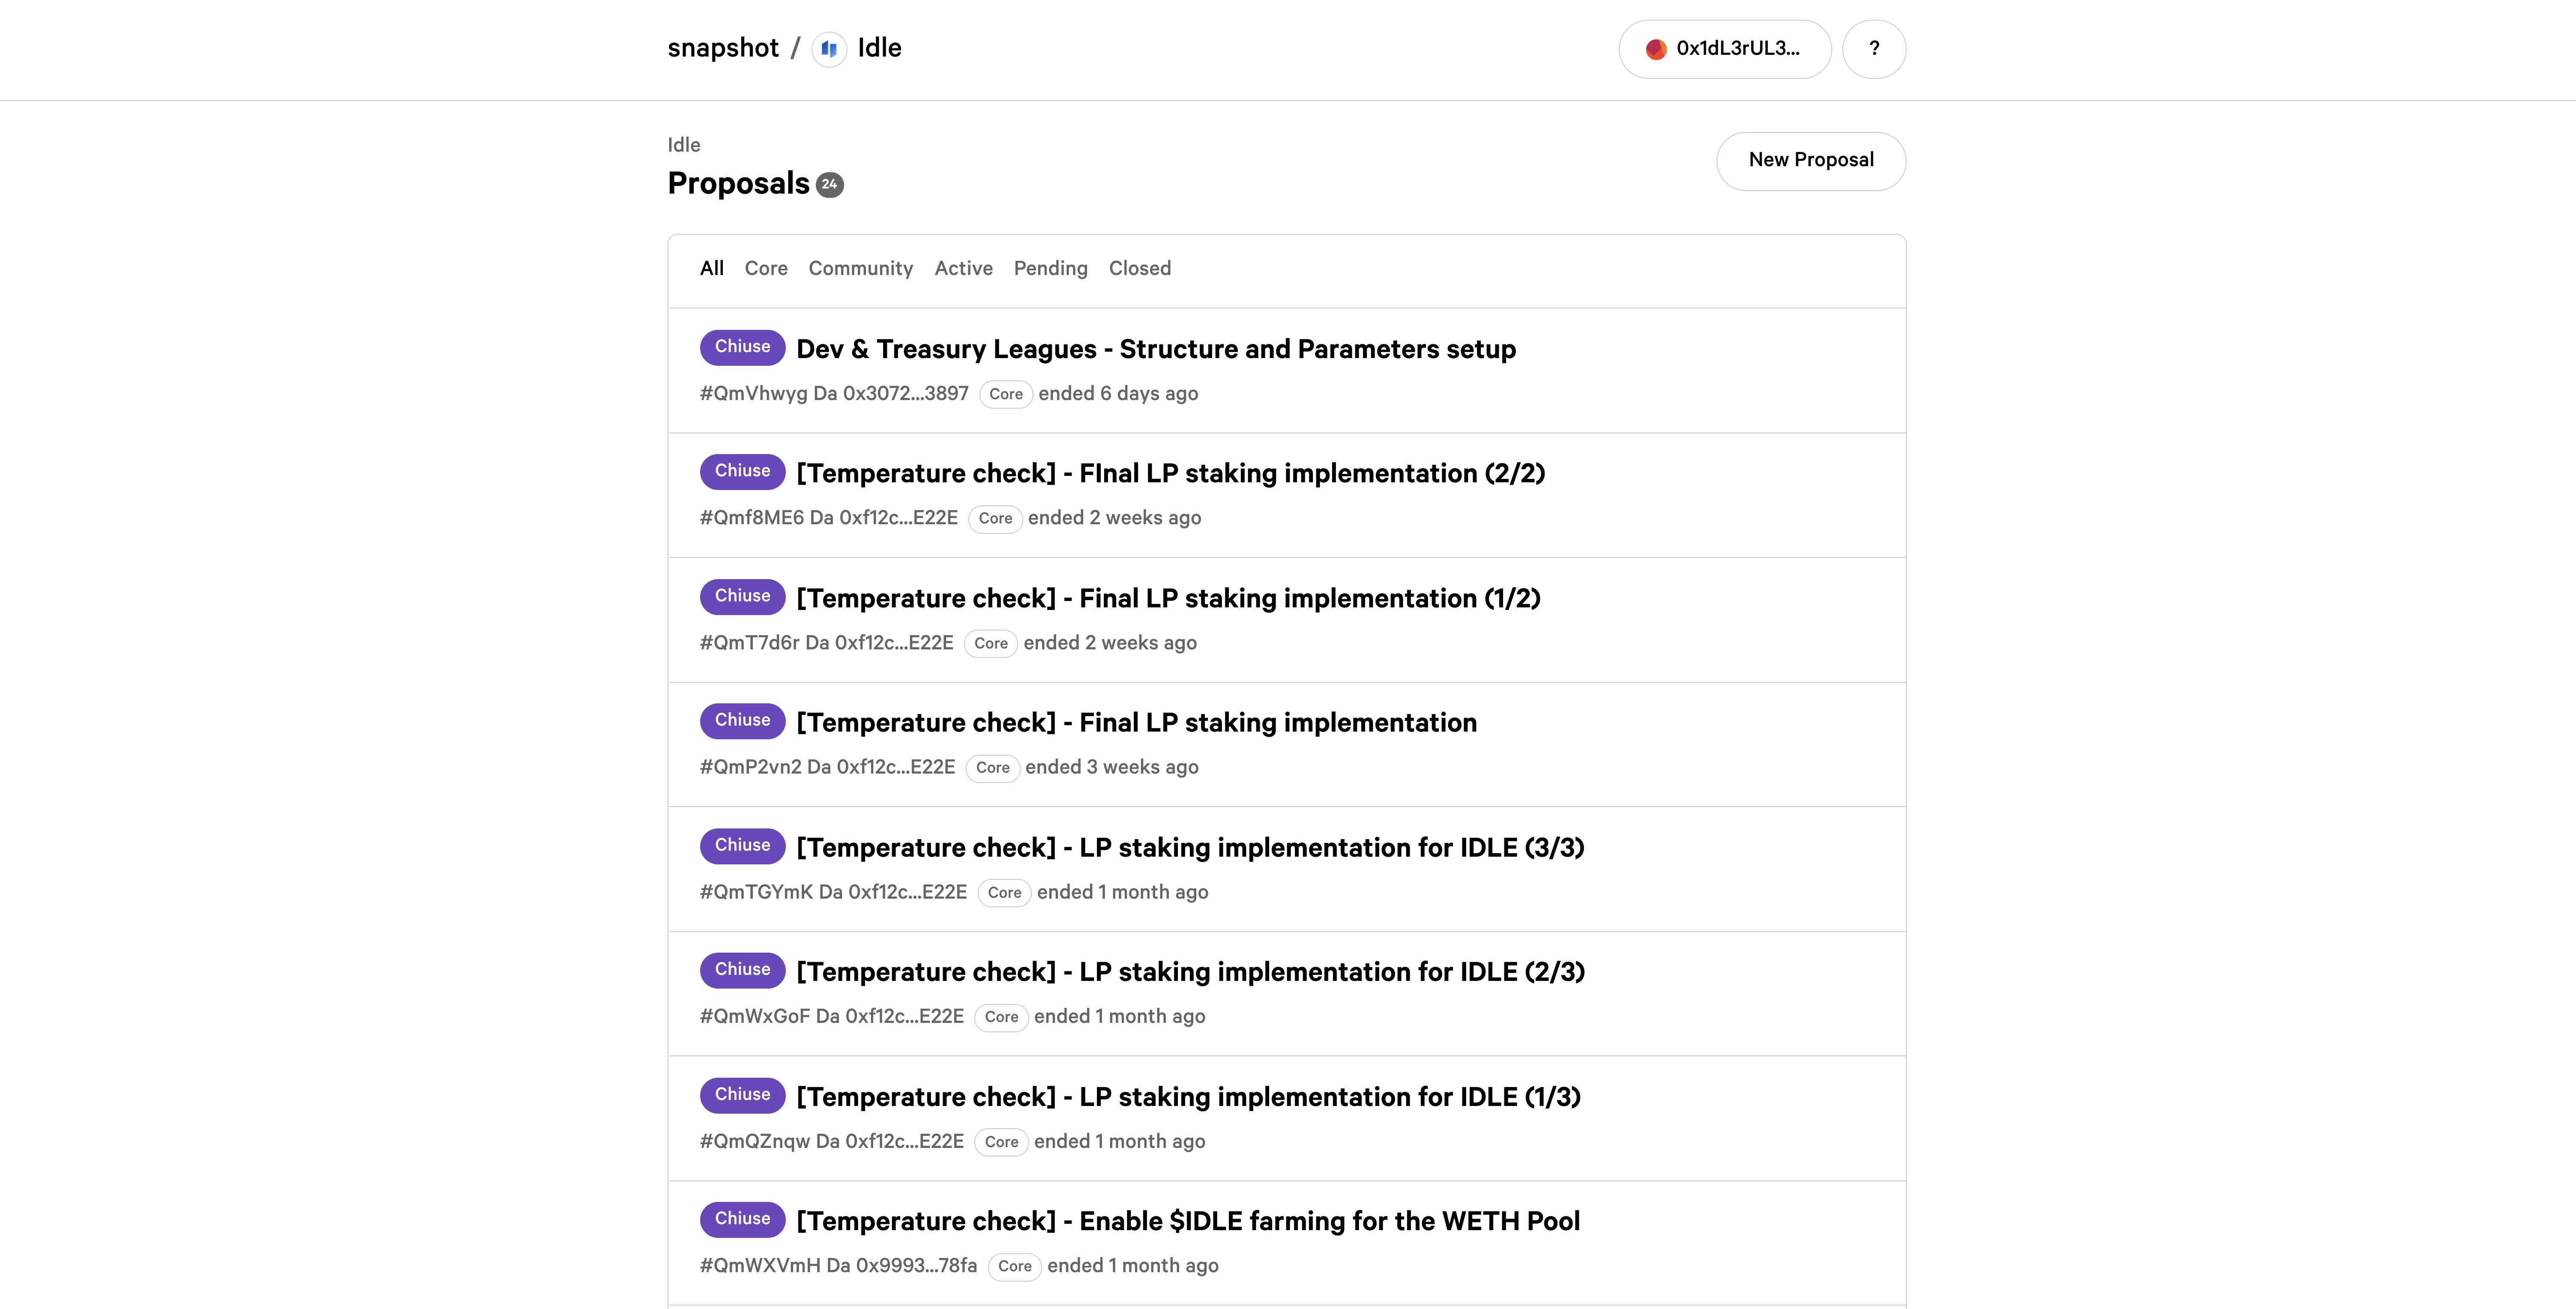 snapshot / Idle
0x1dL3rUL3...
?
Idle
Proposals 24
New Proposal
All Core Community Active Pending Closed
Chiuse Dev & Treasury Leagues - Structure and Parameters setup
#QmVhwyg Da 0x3072...3897 Core ended 6 days ago
Chiuse [Temperature check] - FInal LP staking implementation (2/2)
#Qmf8ME6 Da 0xf12c...E22E Core ended 2 weeks ago
Chiuse [Temperature check] - Final LP staking implementation (1/2)
#QmT7d6r Da 0xf12c...E22E Core ended 2 weeks ago
Chiuse [Temperature check] - Final LP staking implementation
#QmP2vn2 Da 0xf12c...E22E Core ended 3 weeks ago
Chiuse [Temperature check] - LP staking implementation for IDLE (3/3)
#QmTGYmK Da 0xf12c...E22E Core ended 1 month ago
Chiuse [Temperature check] - LP staking implementation for IDLE (2/3)
#QmWxGoF Da 0xf12c...E22E Core ended 1 month ago
Chiuse [Temperature check] - LP staking implementation for IDLE (1/3)
#QmQZnqw Da 0xf12c...E22E Core ended 1 month ago
Chiuse [Temperature check] - Enable $IDLE farming for the WETH Pool
#QmWXVmH Da 0x9993...78fa Core ended 1 month ago